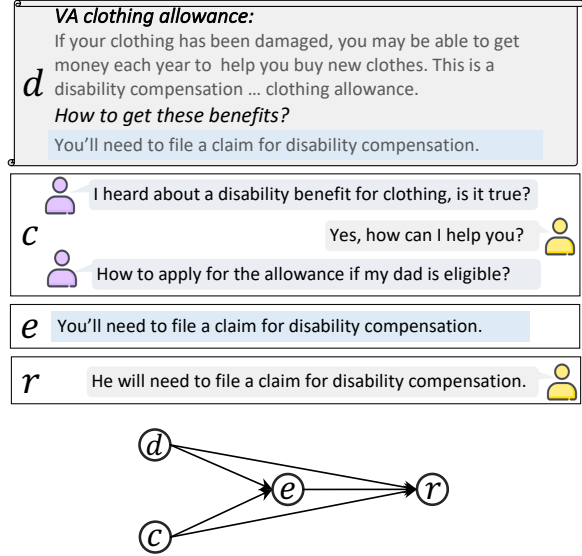 VA clothing allowance:
If your clothing has been damaged, you may be able to get
money each year to help you buy new clothes. This is a
d disability compensation ... clothing allowance.
How to get these benefits?
You'll need to file a claim for disability compensation.
I heard about a disability benefit for clothing, is it true?
c Yes, how can I help you?
How to apply for the allowance if my dad is eligible?
e You'll need to file a claim for disability compensation.
r He will need to file a claim for disability compensation.
d
e r
c